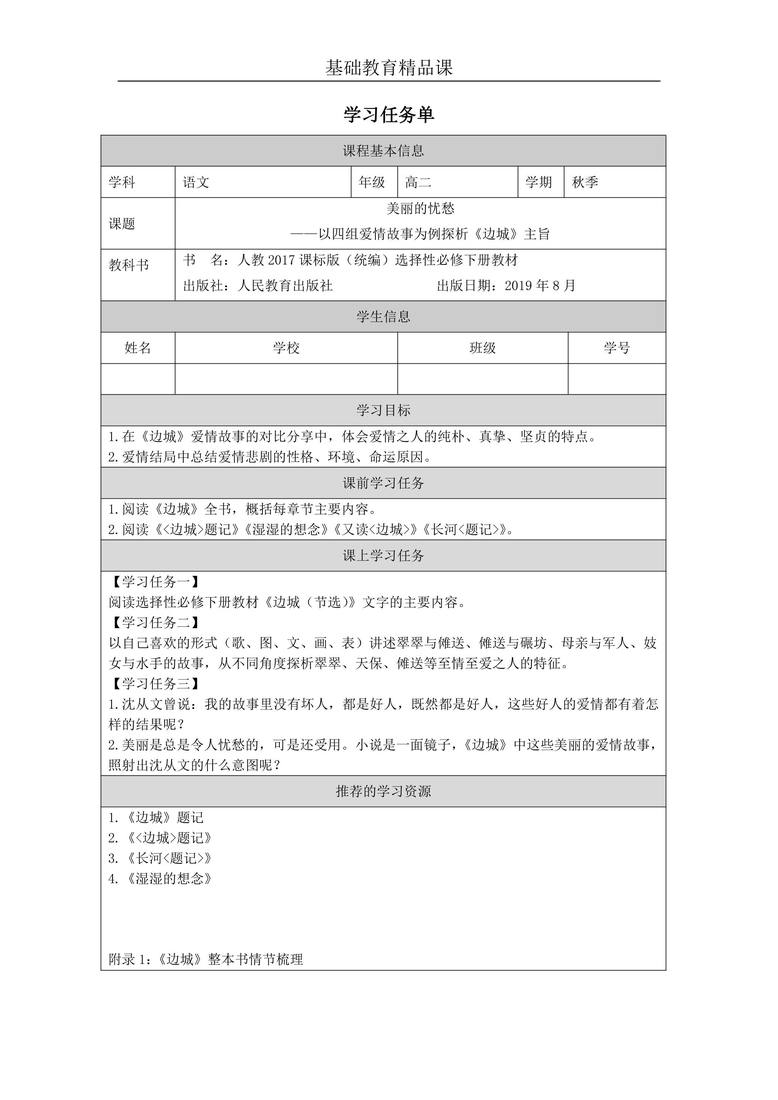 基础教育精品课
学习任务单
课程基本信息
学科 语文 年级 高二 学期 秋季
课题
美丽的忧愁
——以四组爱情故事为例探析《边城》主旨
教科书
书 名：人教 2017 课标版（统编）选择性必修下册教材
出版社：人民教育出版社 出版日期：2019 年 8 月
学生信息
姓名 学校 班级 学号
学习目标
1.在《边城》爱情故事的对比分享中，体会爱情之人的纯朴、真挚、坚贞的特点。
2.爱情结局中总结爱情悲剧的性格、环境、命运原因。
课前学习任务
1.阅读《边城》全书，概括每章节主要内容。
2.阅读《<边城>题记》《湿湿的想念》《又读<边城>》《长河<题记>》。
课上学习任务
【学习任务一】
阅读选择性必修下册教材《边城（节选）》文字的主要内容。
【学习任务二】
以自己喜欢的形式（歌、图、文、画、表）讲述翠翠与傩送、傩送与碾坊、母亲与军人、妓
女与水手的故事，从不同角度探析翠翠、天保、傩送等至情至爱之人的特征。
【学习任务三】
1.沈从文曾说：我的故事里没有坏人，都是好人，既然都是好人，这些好人的爱情都有着怎
样的结果呢？
2.美丽是总是令人忧愁的，可是还受用。小说是一面镜子，《边城》中这些美丽的爱情故事，
照射出沈从文的什么意图呢？
推荐的学习资源
1. 《边城》题记
2. 《<边城>题记》
3. 《长河<题记>》
4. 《湿湿的想念》
附录 1：《边城》整本书情节梳理